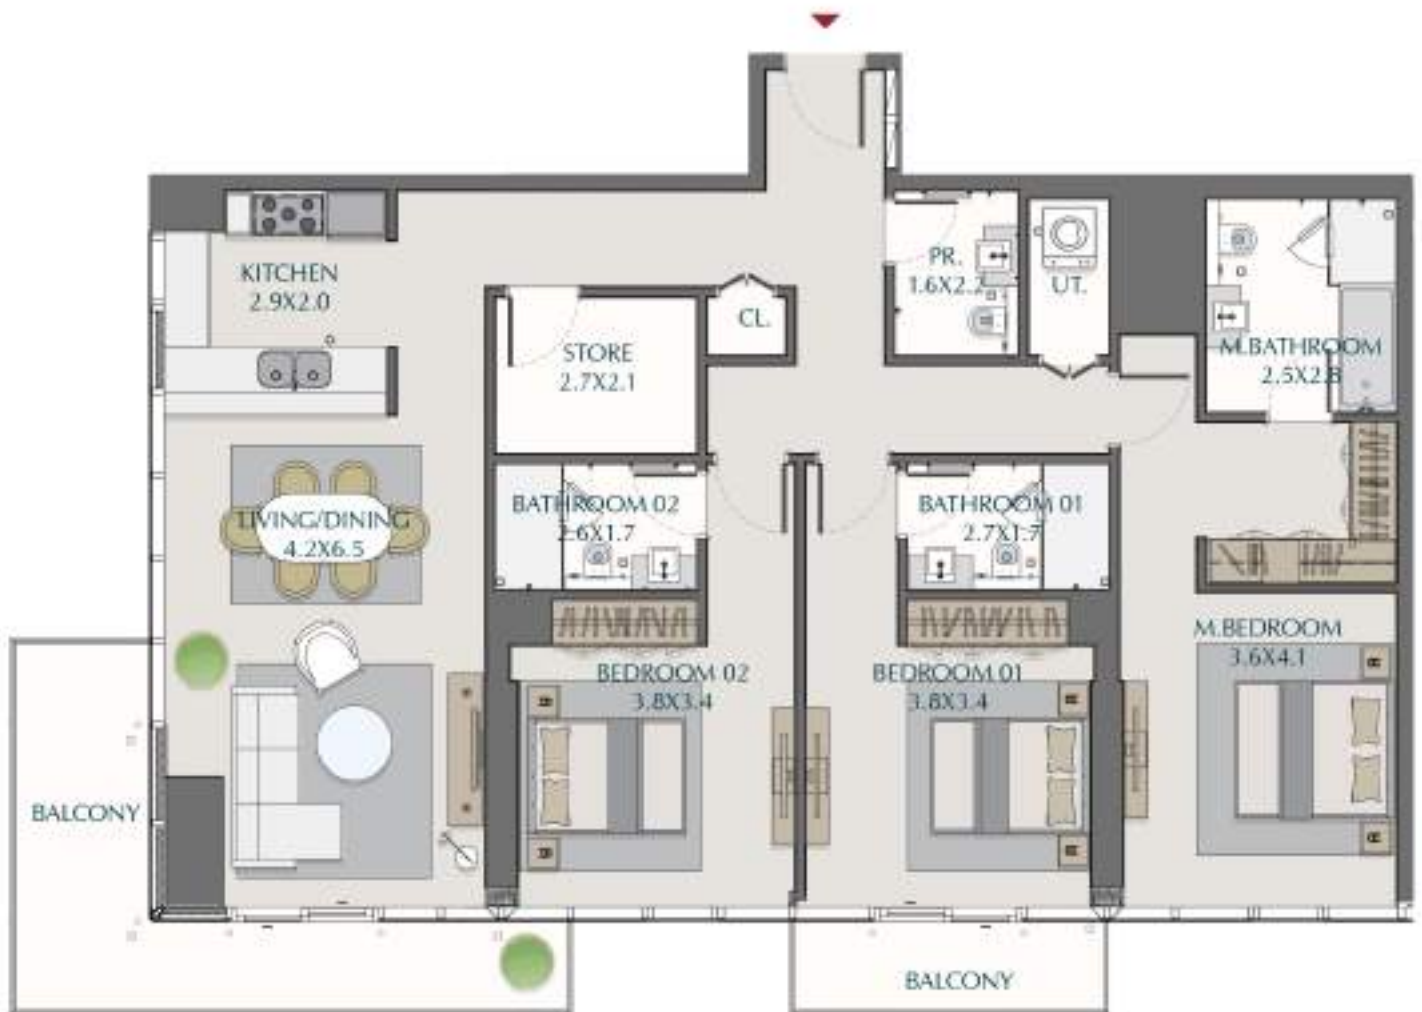 KITCHEN
2.9X2.0
STORE
2.7X2.1
CL.
PR.
1.6X2.2
UT.
M.BATHROOM
2.5X2.8
LIVING/DINING
4.2X6.5
BATHROOM 02
2.6X1.7
BATHROOM 01
2.7X1.7
BEDROOM 02
3.8X3.4
BEDROOM 01
3.8X3.4
M.BEDROOM
3.6X4.1
BALCONY
BALCONY